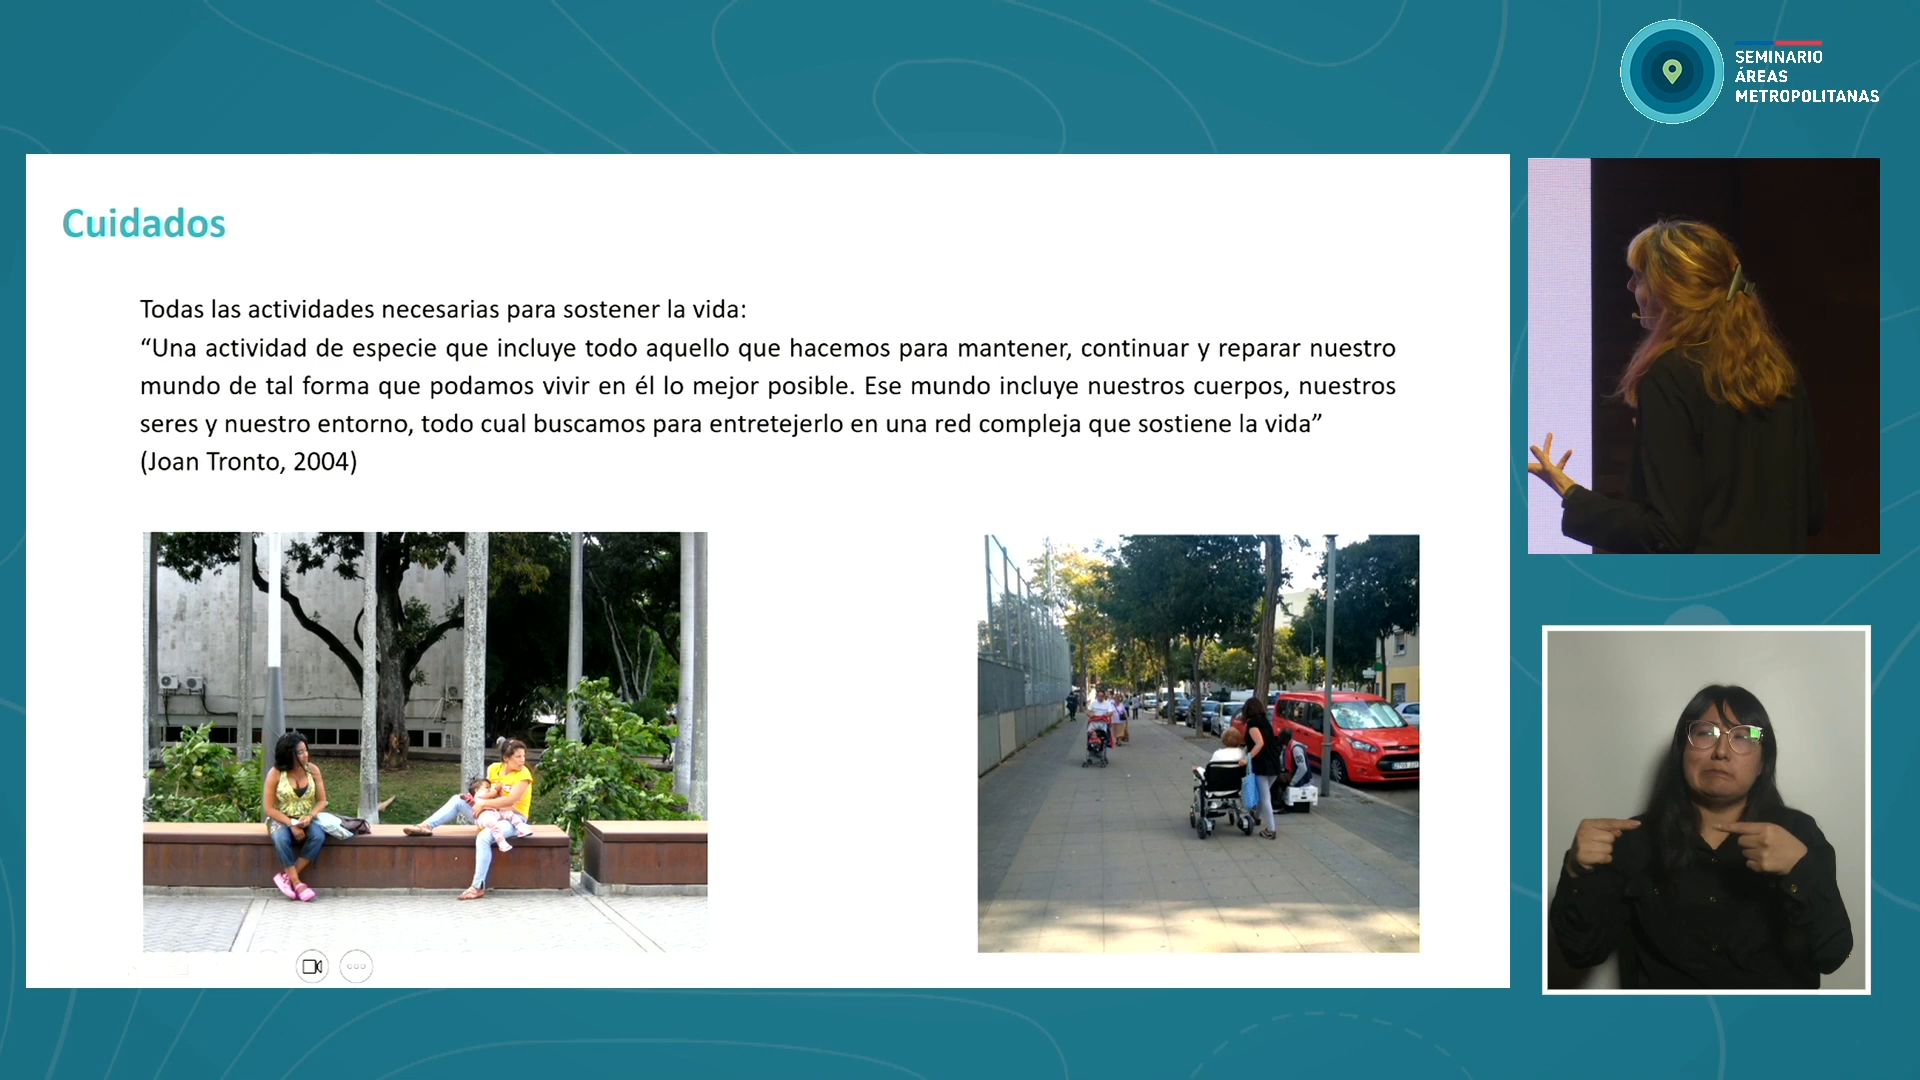 SEMINARIO
ÁREAS
METROPOLITANAS
Cuidados
Todas las actividades necesarias para sostener la vida:
“Una actividad de especie que incluye todo aquello que hacemos para mantener, continuar y reparar nuestro
mundo de tal forma que podamos vivir en él lo mejor posible. Ese mundo incluye nuestros cuerpos, nuestros
seres y nuestro entorno, todo cual buscamos para entretejerlo en una red compleja que sostiene la vida”
(Joan Tronto, 2004)